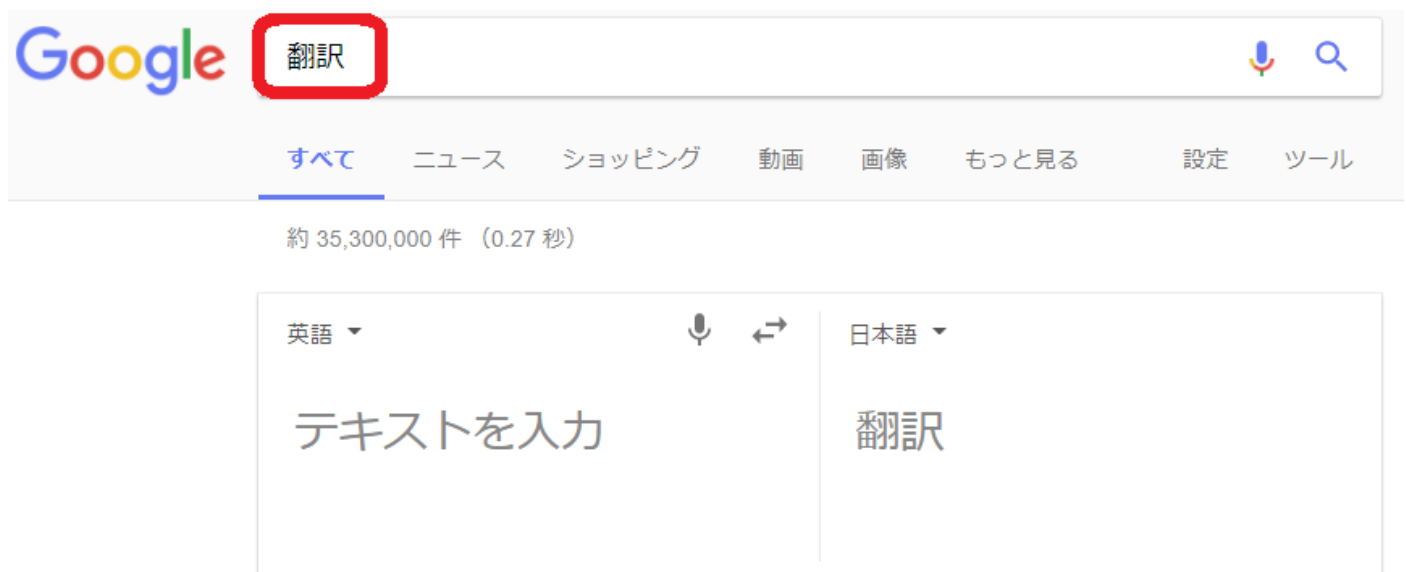 Google 翻訳
すべて ニュース ショッピング 動画 画像 もっと見る 設定 ツール
約 35,300,000 件 （0.27 秒）
英語 日本語
テキストを入力 翻訳